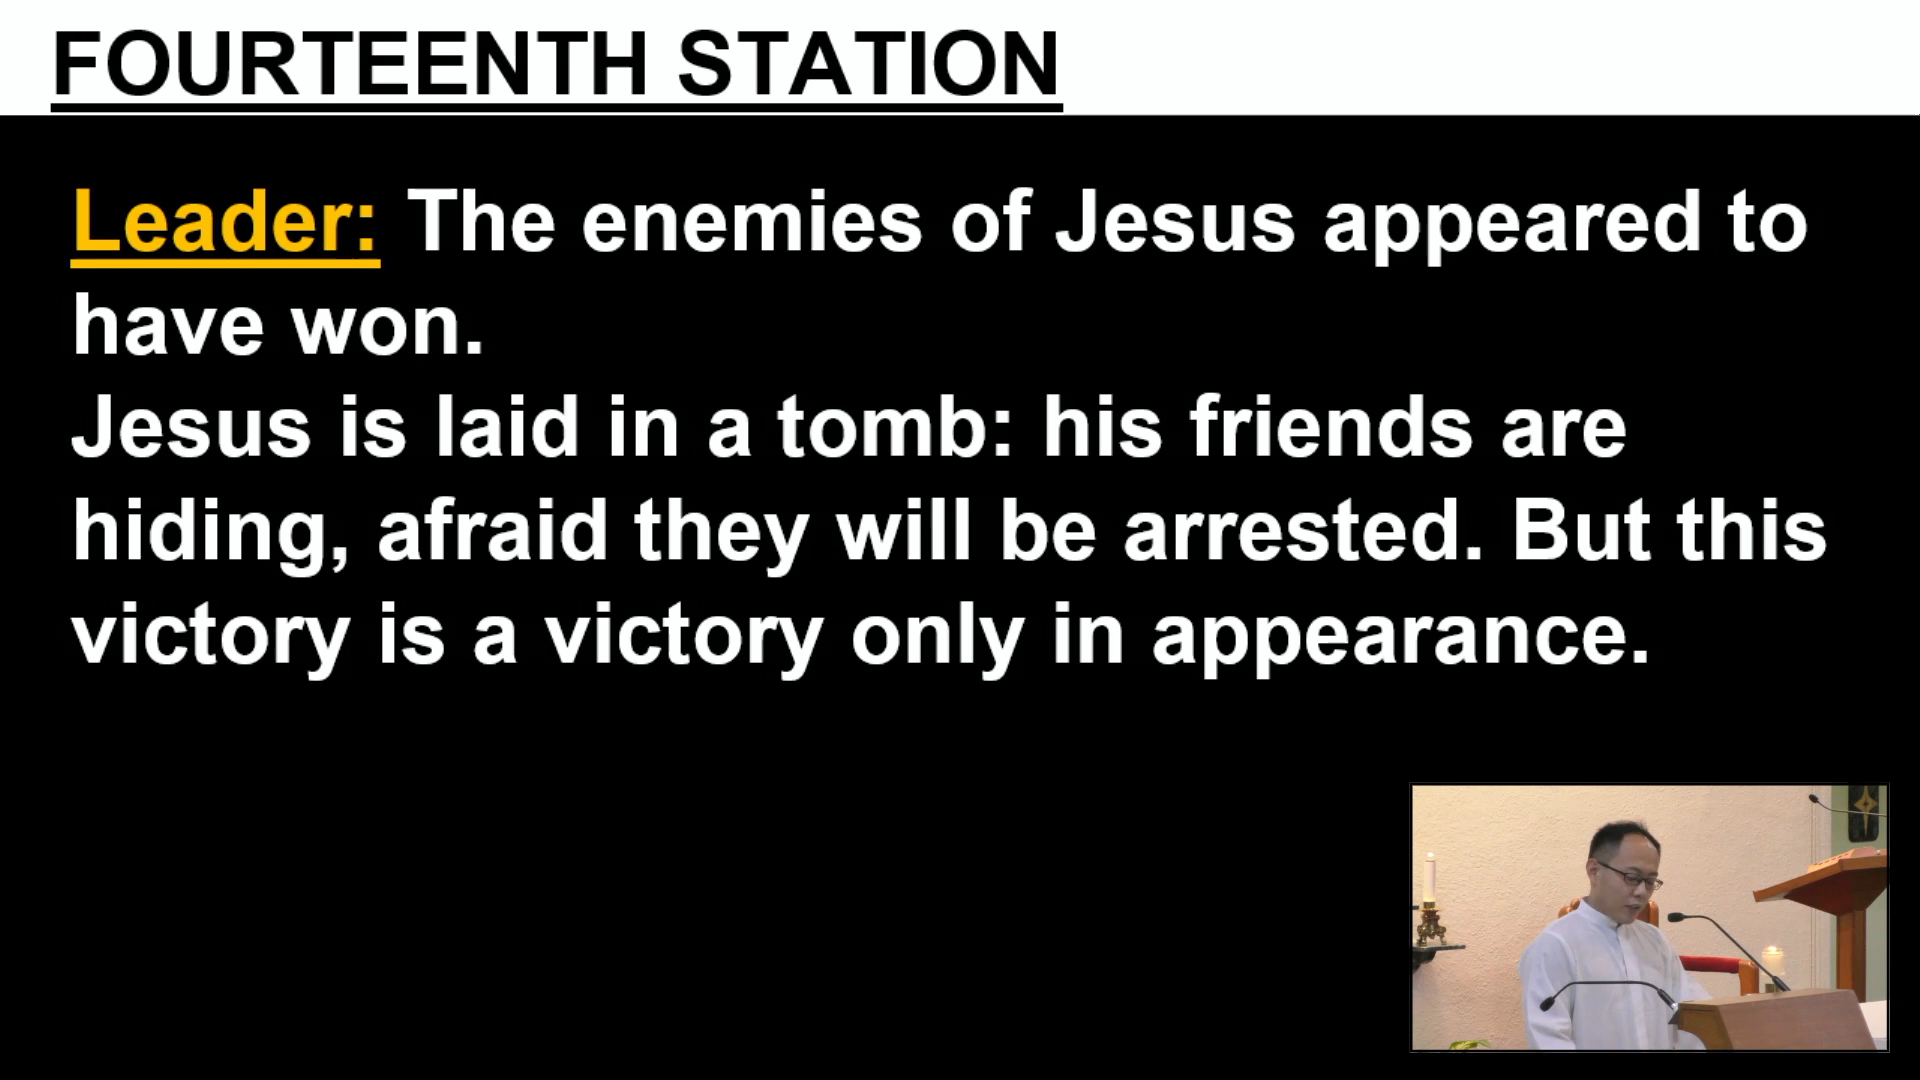 FOURTEENTH STATION
Leader: The enemies of Jesus appeared to
have won.
Jesus is laid in a tomb: his friends are
hiding, afraid they will be arrested. But this
victory is a victory only in appearance.